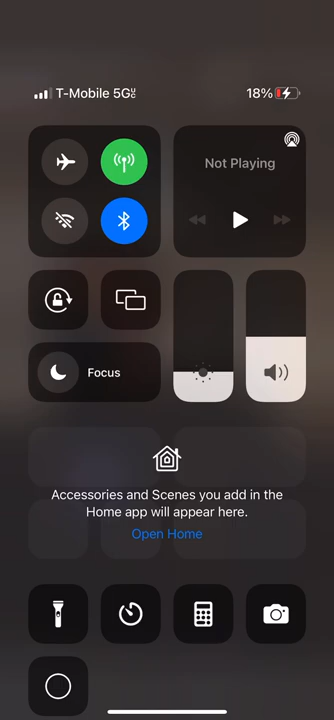 T-Mobile 5G UC 18%
Not Playing
Focus
Accessories and Scenes you add in the
Home app will appear here.
Open Home